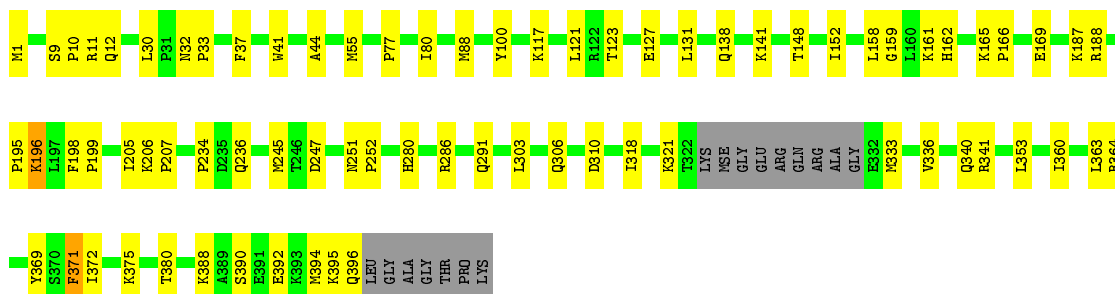 M1 S9 P10 R11 Q12 L30 P31 N32 P33 F37 W41 A44 M55 P77 I80 M88 Y100 K117 L121 R122 T123 E127 L131 Q138 K141 T148 I152 L158 G159 L160 K161 H162 K165 P166 E169 K187 R188
P195 K196 L197 F198 P199 I205 K206 P207 P234 D235 Q236 M245 T246 D247 N251 P252 H280 R286 Q291 L303 Q306 D310 I318 K321 T322 LYS MSE GLY GLU ARG GLN ARG ALA GLY E332 M333 V336 Q340 R341 L353 I360 L363
Y369 S370 F371 I372 K375 T380 K388 A389 S390 E391 E392 K393 M394 K395 Q396 LEU GLY ALA GLY THR PRO LYS